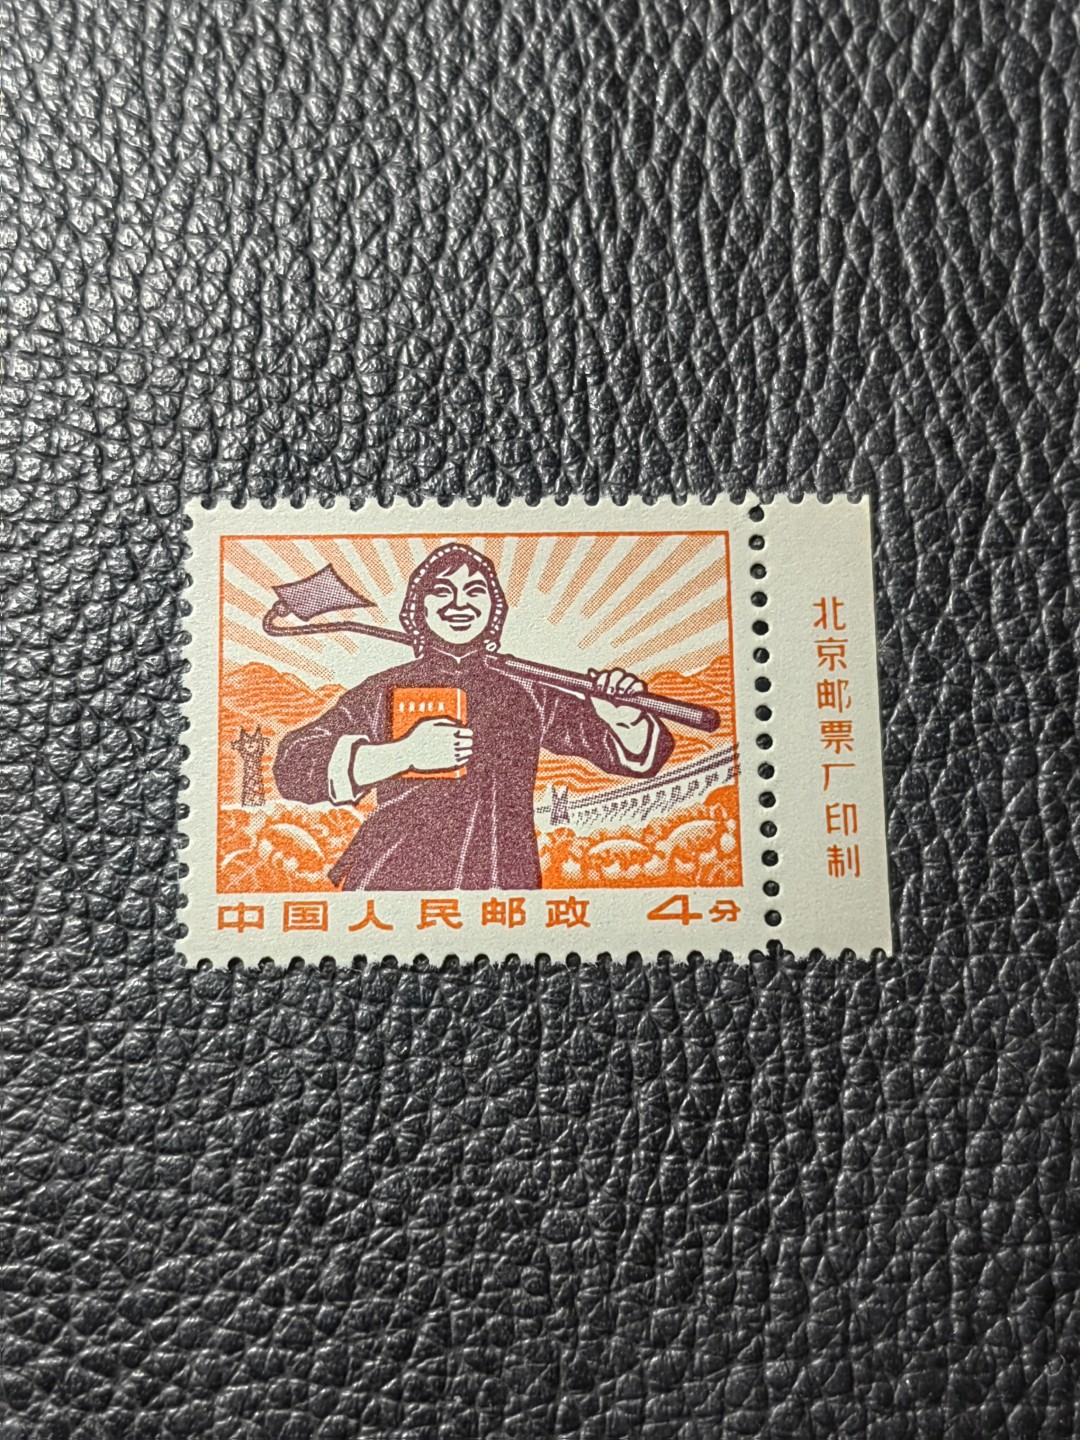 中国人民邮政 4分
北京邮票厂印制